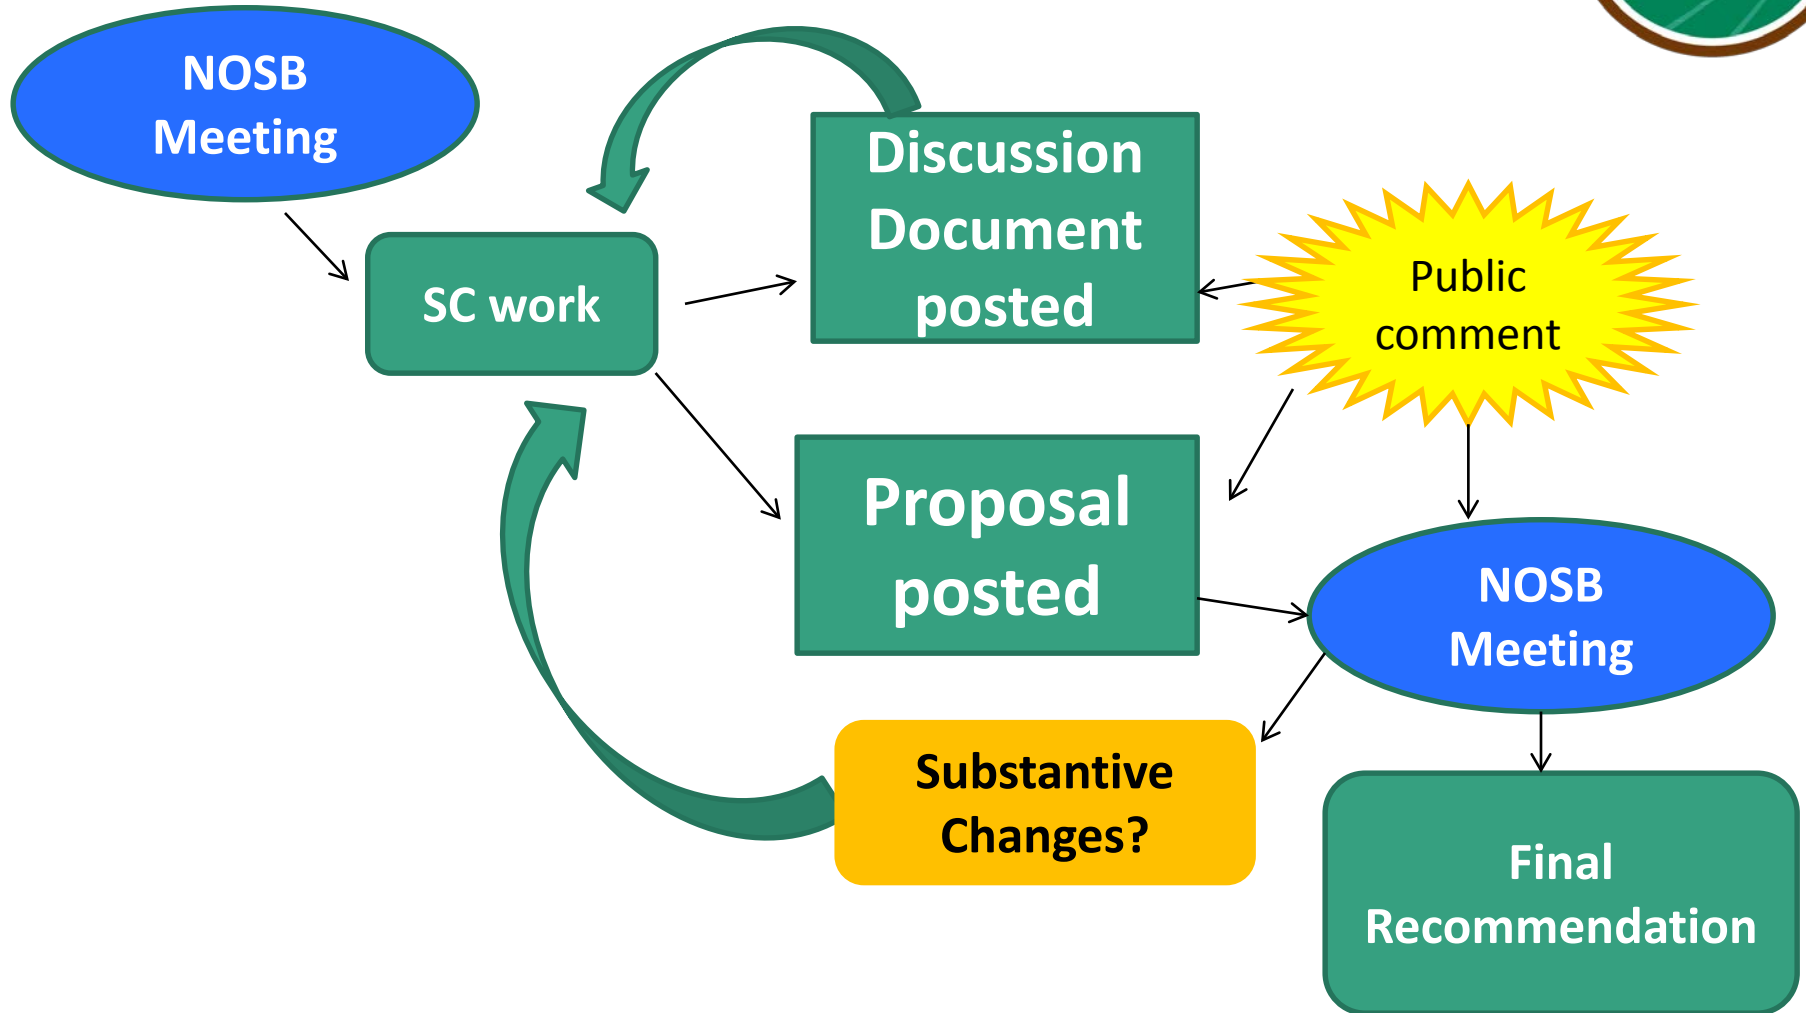 NOSB
Meeting
Discussion
Document
posted
SC work
Public
comment
Proposal
posted
NOSB
Meeting
Substantive
Changes?
Final
Recommendation